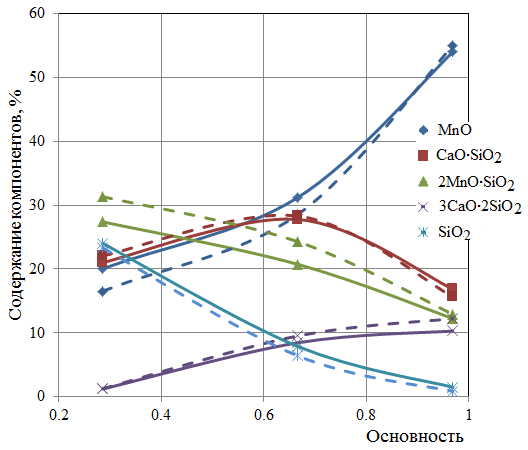 60
50
40
30
20
10
0
Содержание компонентов, %
MnO
CaO·SiO2
2MnO·SiO2
3CaO·2SiO2
SiO2
0.2 0.4 0.6 0.8 1
Основность